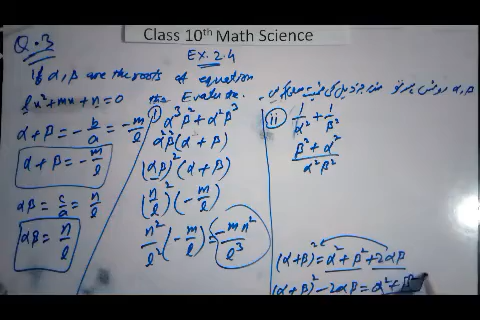 Class 10th Math Science
Q.3
Ex. 2.4
If α, β are the roots of equation
lx² + mx + n = 0 the Evaluate.
α + β = -b/a = -m/l
α + β = -m/l
αβ = c/a = n/l
αβ = n/l
(i) α³β² + α²β³
α²β²(α + β)
(αβ)²(α + β)
(n/l)²(-m/l)
n²/l²(-m/l) = -mn²/l³
(ii) 1/α² + 1/β²
β² + α²/α²β²
(α+β)² = α² + β² + 2αβ
(α+β)² - 2αβ = α² + β²